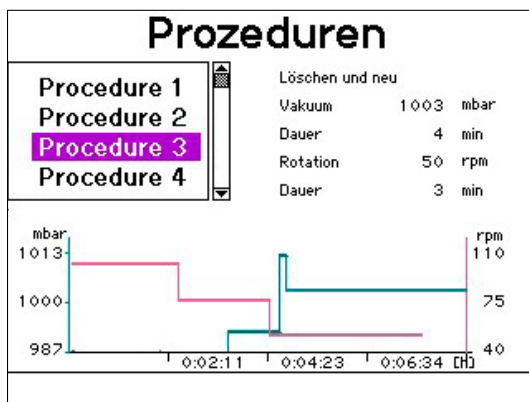 Prozeduren
Procedure 1
Procedure 2
Procedure 3
Procedure 4
Löschen und neu
Vakuum 1003 mbar
Dauer 4 min
Rotation 50 rpm
Dauer 3 min
mbar rpm
1013 110
1000 75
987 40
0:02:11 0:04:23 0:06:34 [H]